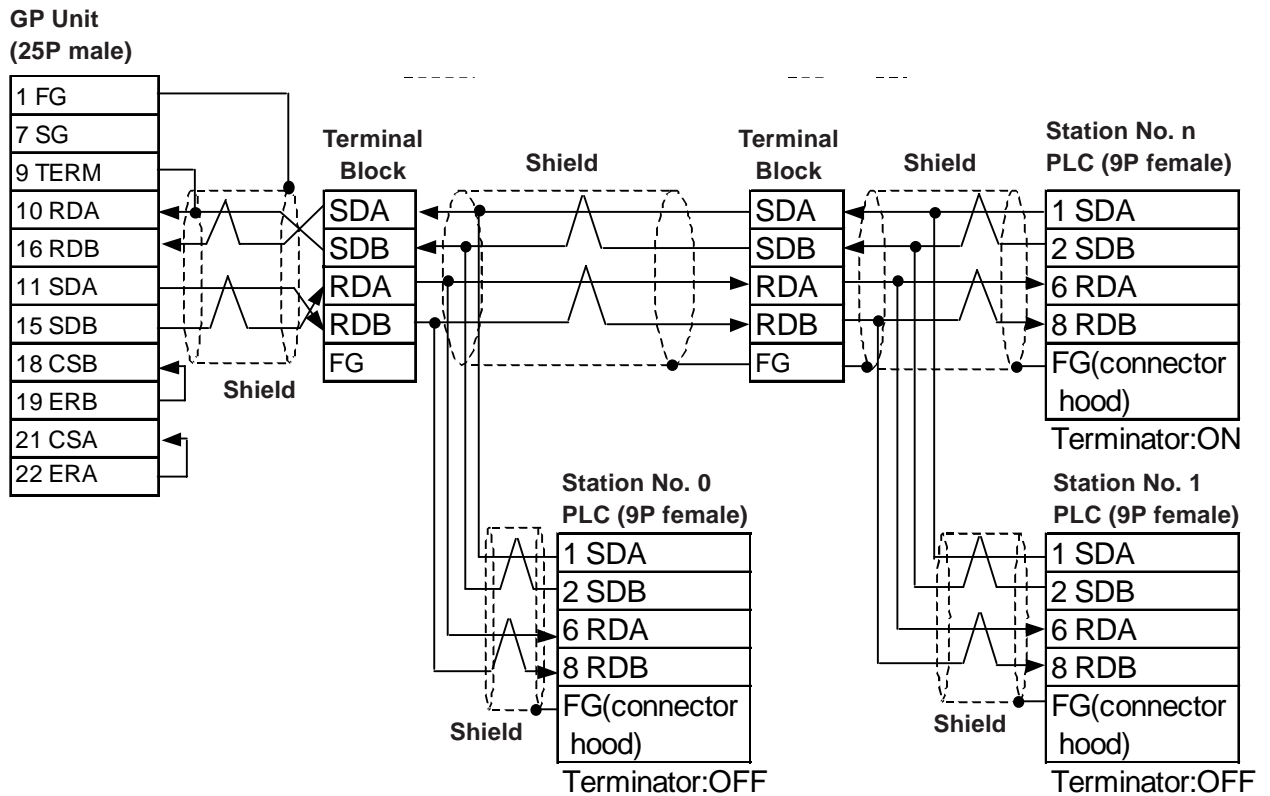 GP Unit
(25P male)
1 FG
7 SG
9 TERM
10 RDA
16 RDB
11 SDA
15 SDB
18 CSB
19 ERB
21 CSA
22 ERA
Shield
Terminal
Block
SDA
SDB
RDA
RDB
FG
Shield
Terminal
Block
SDA
SDB
RDA
RDB
FG
Shield
Station No. n
PLC (9P female)
1 SDA
2 SDB
6 RDA
8 RDB
FG(connector
hood)
Terminator:ON
Station No. 0
PLC (9P female)
1 SDA
2 SDB
6 RDA
8 RDB
FG(connector
hood)
Terminator:OFF
Shield
Station No. 1
PLC (9P female)
1 SDA
2 SDB
6 RDA
8 RDB
FG(connector
hood)
Terminator:OFF
Shield